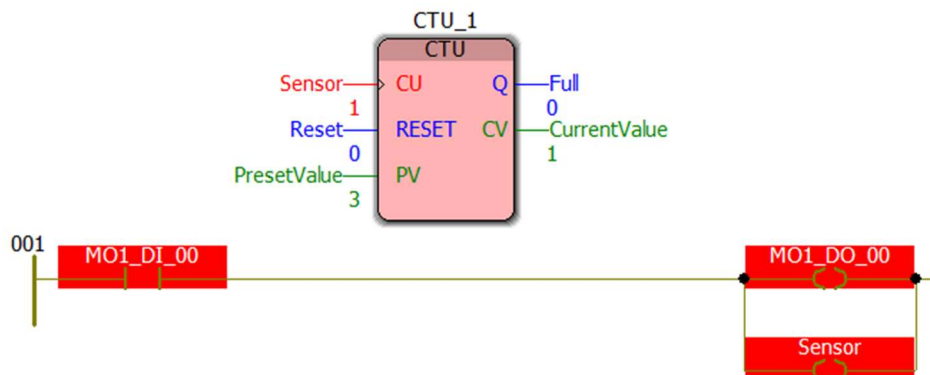 CTU_1
CTU
Sensor CU Q Full
1 0
Reset RESET CV CurrentValue
0 1
PresetValue PV
3
001
MO1_DI_00 MO1_DO_00
Sensor